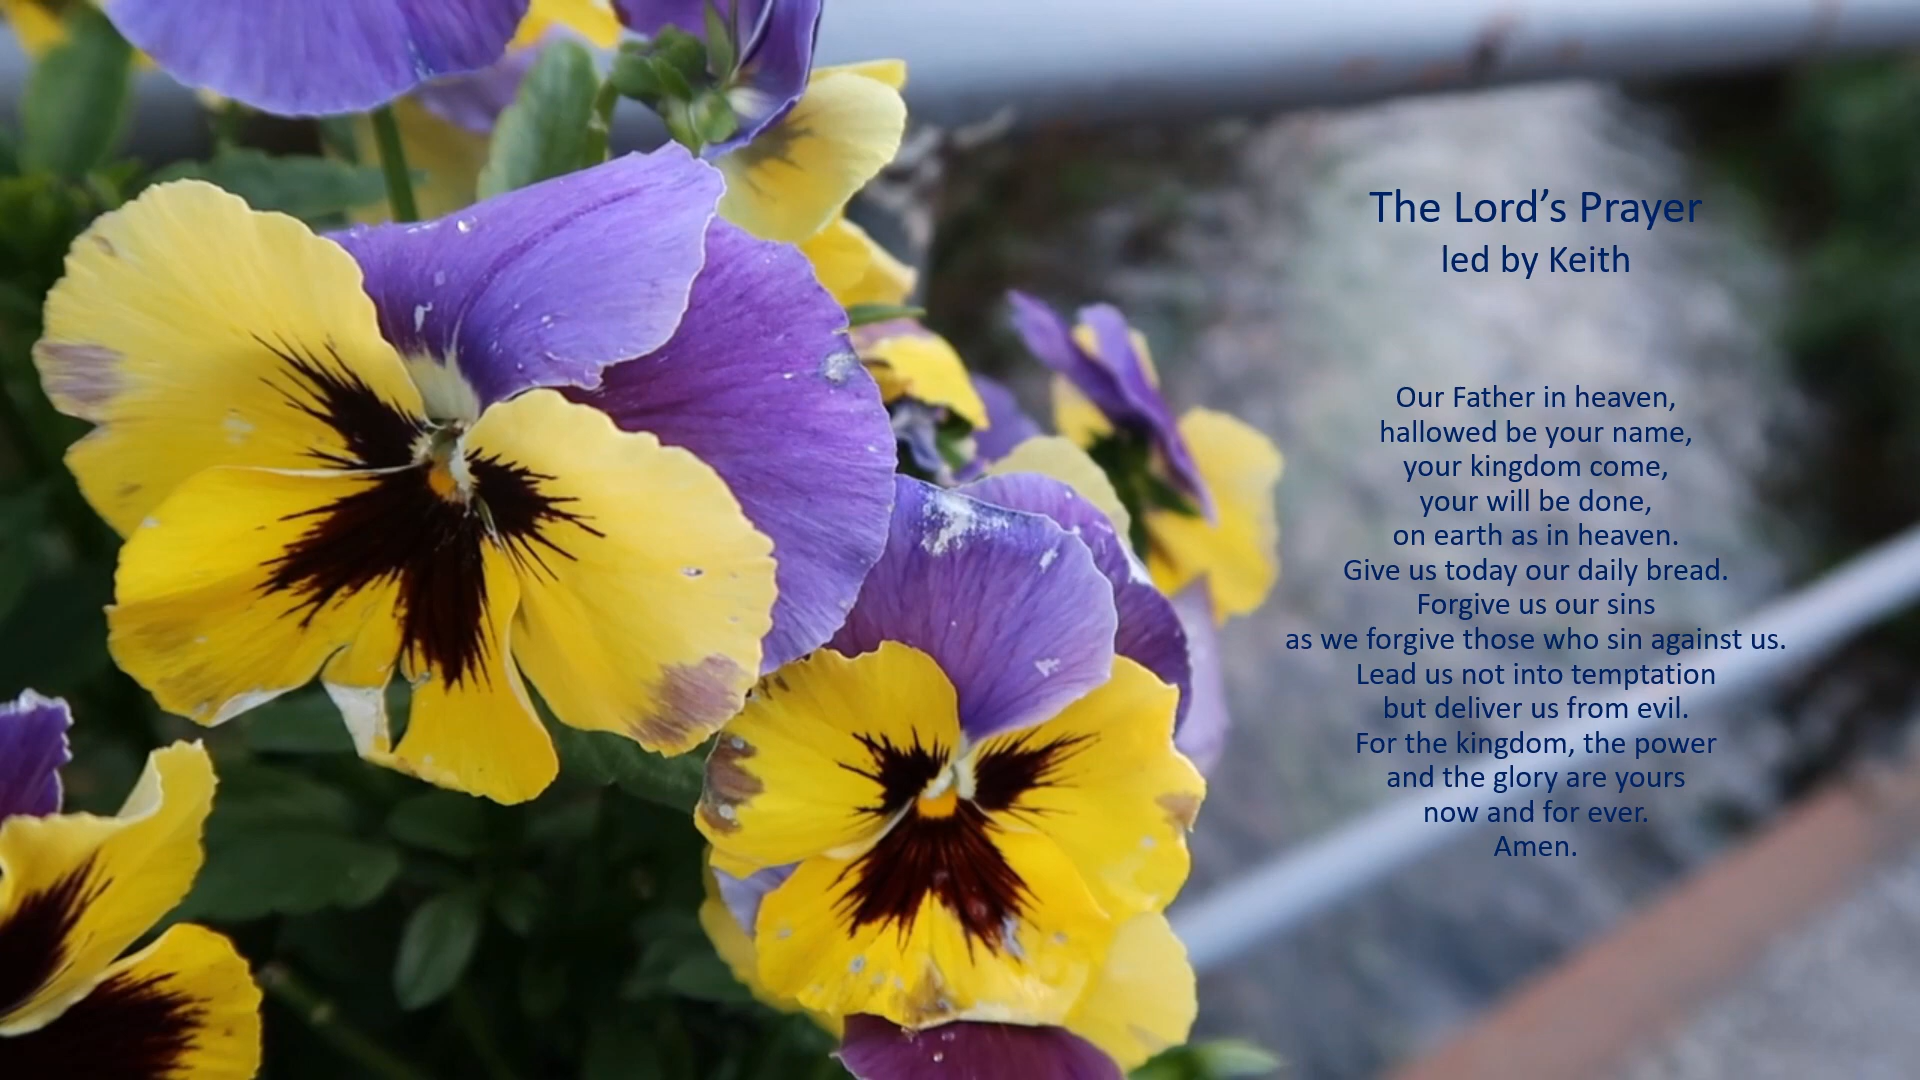 The Lord’s Prayer
led by Keith
Our Father in heaven,
hallowed be your name,
your kingdom come,
your will be done,
on earth as in heaven.
Give us today our daily bread.
Forgive us our sins
as we forgive those who sin against us.
Lead us not into temptation
but deliver us from evil.
For the kingdom, the power
and the glory are yours
now and for ever.
Amen.